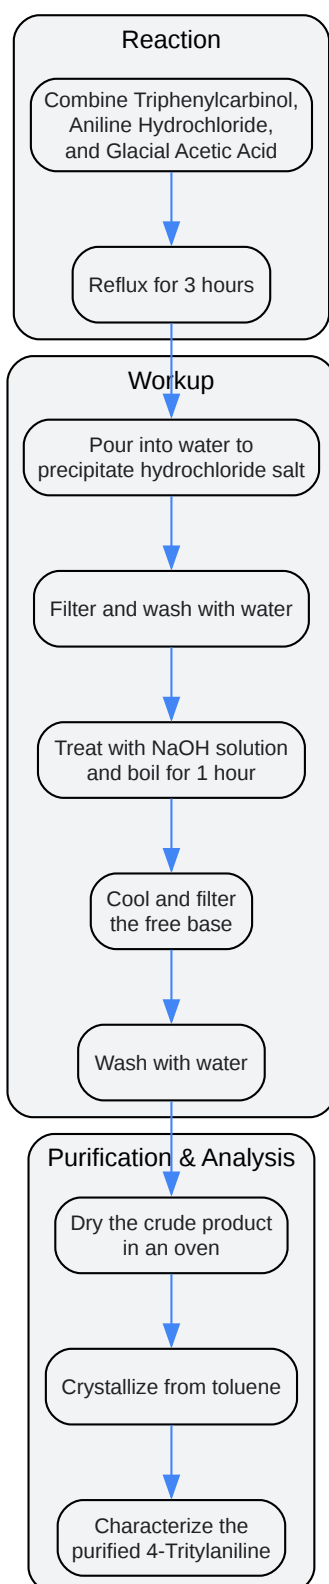 Reaction
Combine Triphenylcarbinol,
Aniline Hydrochloride,
and Glacial Acetic Acid
Reflux for 3 hours
Workup
Pour into water to
precipitate hydrochloride salt
Filter and wash with water
Treat with NaOH solution
and boil for 1 hour
Cool and filter
the free base
Wash with water
Purification & Analysis
Dry the crude product
in an oven
Crystallize from toluene
Characterize the
purified 4-Tritylaniline